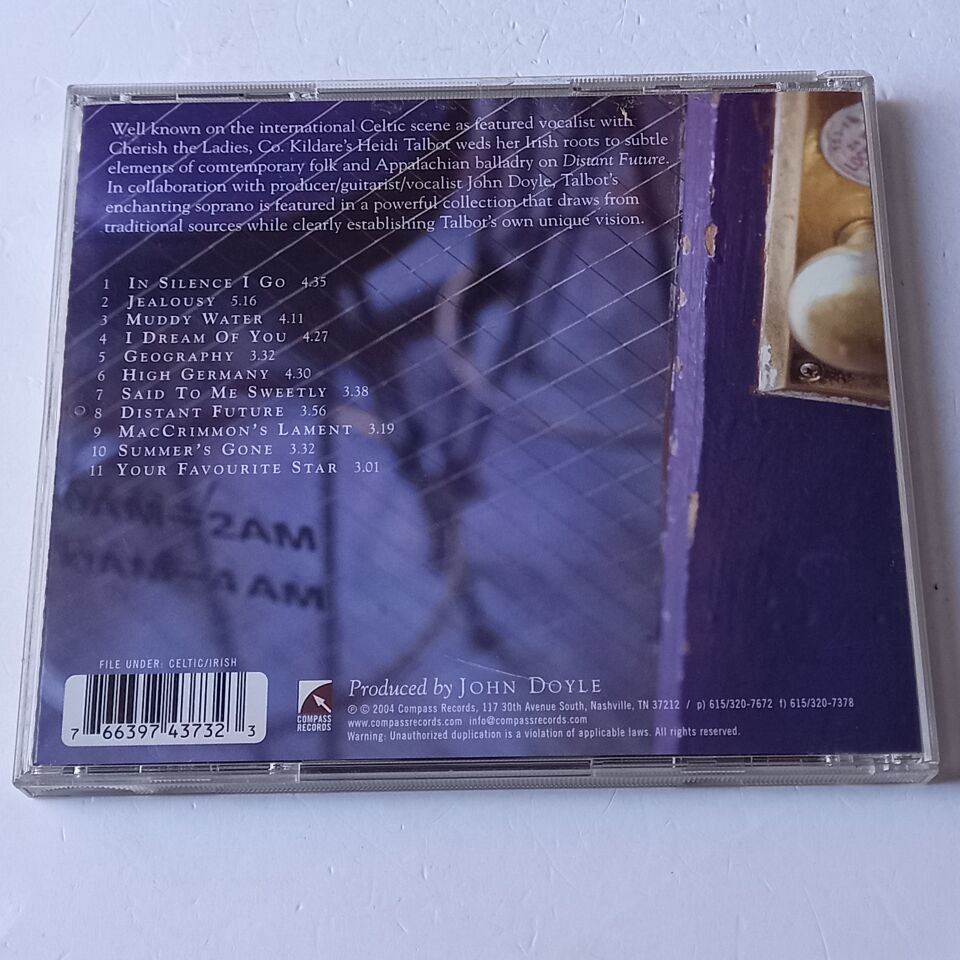 Well known on the international Celtic scene as featured vocalist with
Cherish the Ladies, Co. Kildare's Heidi Talbot weds her Irish roots to subtle
elements of comtemporary folk and Appalachian balladry on Distant Future.
In collaboration with producer/guitarist/vocalist John Doyle, Talbot's
enchanting soprano is featured in a powerful collection that draws from
traditional sources while clearly establishing Talbot's own unique vision.
1 In Silence I Go 4.35
2 Jealousy 5.16
3 Muddy Water 4.11
4 I Dream Of You 4.27
5 Geography 3.32
6 High Germany 4.30
7 Said To Me Sweetly 3.38
8 Distant Future 3.56
9 MacCrimmon's Lament 3.19
10 Summer's Gone 3.32
11 Your Favourite Star 3.01
2AM
4 AM
FILE UNDER: CELTIC/IRISH
7 66397 43732 3
COMPASS
RECORDS
Produced by John Doyle
℗ © 2004 Compass Records, 117 30th Avenue South, Nashville, TN 37212 / p) 615/320-7672 f) 615/320-7378
www.compassrecords.com info@compassrecords.com
Warning: Unauthorized duplication is a violation of applicable laws. All rights reserved.